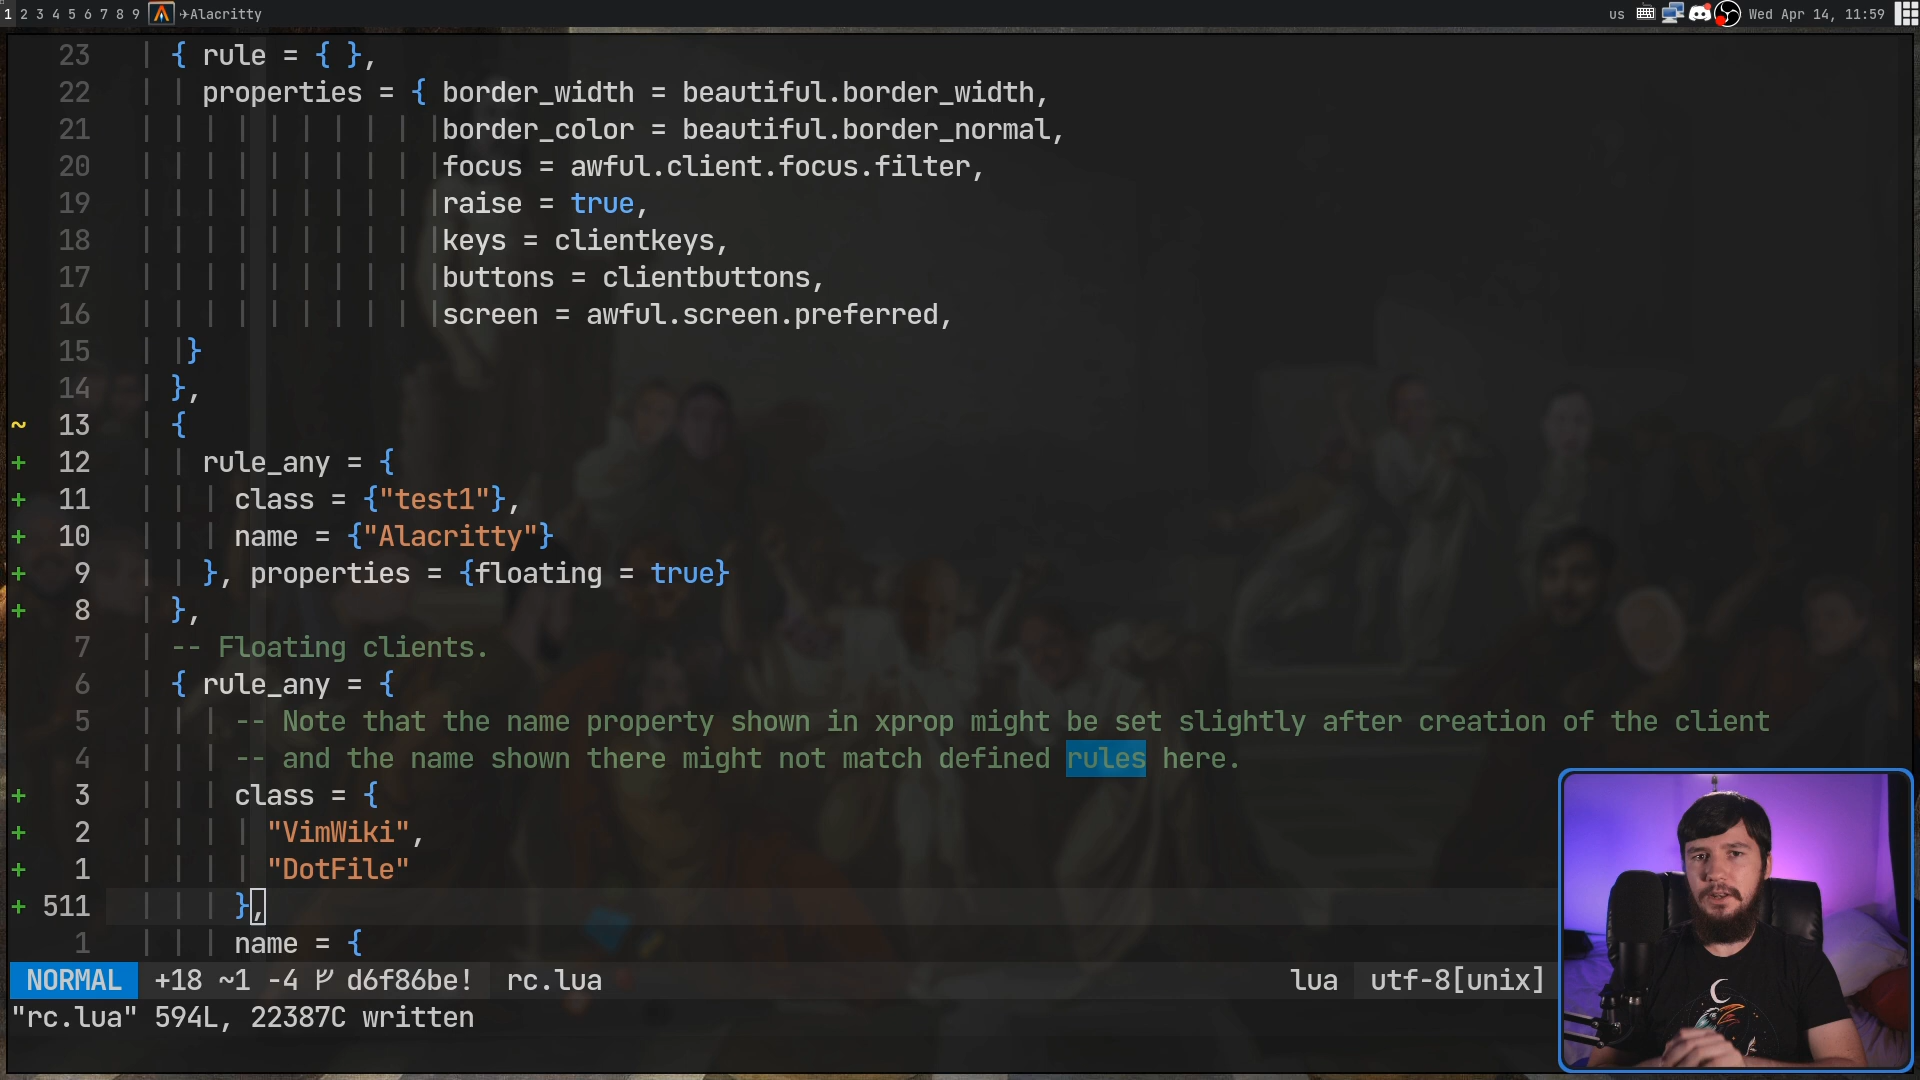 1 2 3 4 5 6 7 8 9 ✈Alacritty us Wed Apr 14, 11:59
23 { rule = { },
22 properties = { border_width = beautiful.border_width,
21 border_color = beautiful.border_normal,
20 focus = awful.client.focus.filter,
19 raise = true,
18 keys = clientkeys,
17 buttons = clientbuttons,
16 screen = awful.screen.preferred,
15 }
14 },
~ 13 {
+ 12 rule_any = {
+ 11 class = {"test1"},
+ 10 name = {"Alacritty"}
+ 9 }, properties = {floating = true}
+ 8 },
7 -- Floating clients.
6 { rule_any = {
5 -- Note that the name property shown in xprop might be set slightly after creation of the client
4 -- and the name shown there might not match defined rules here.
+ 3 class = {
+ 2 "VimWiki",
+ 1 "DotFile"
+ 511 },
1 name = {
NORMAL +18 ~1 -4 d6f86be! rc.lua lua utf-8[unix]
"rc.lua" 594L, 22387C written